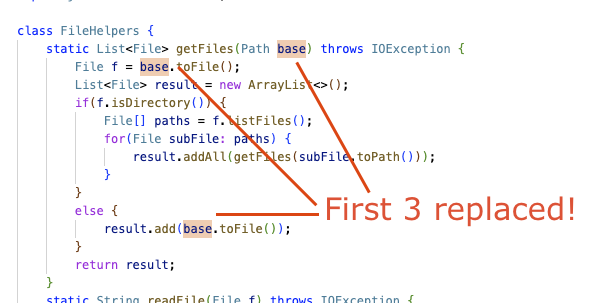 class FileHelpers {
static List<File> getFiles(Path base) throws IOException {
File f = base.toFile();
List<File> result = new ArrayList<>();
if(f.isDirectory()) {
File[] paths = f.listFiles();
for(File subFile: paths) {
result.addAll(getFiles(subFile.toPath()));
}
}
else {
First 3 replaced!
result.add(base.toFile());
}
return result;
}
static String readFile(File f) throws IOException {